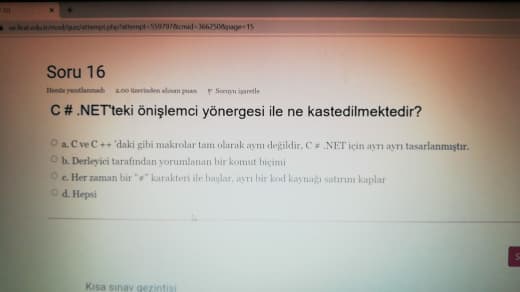 Soru 16
Henüz yanıtlanmadı 2,00 üzerinden alınan puan Soruyu işaretle
C # .NET'teki önişlemci yönergesi ile ne kastedilmektedir?
a. C ve C ++ 'daki gibi makrolar tam olarak aynı değildir, C # .NET için ayrı ayrı tasarlanmıştır.
b. Derleyici tarafından yorumlanan bir komut biçimi
c. Her zaman bir "#" karakteri ile başlar, ayrı bir kod kaynağı satırını kaplar
d. Hepsi
S
Kısa sınav gezintisi